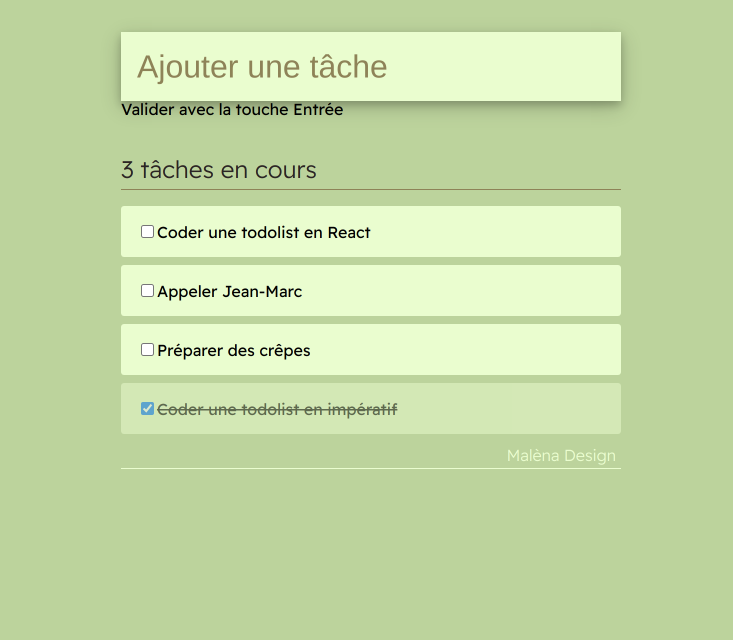 Ajouter une tâche
Valider avec la touche Entrée
3 tâches en cours
Coder une todolist en React
Appeler Jean-Marc
Préparer des crêpes
Coder une todolist en impératif
Malèna Design